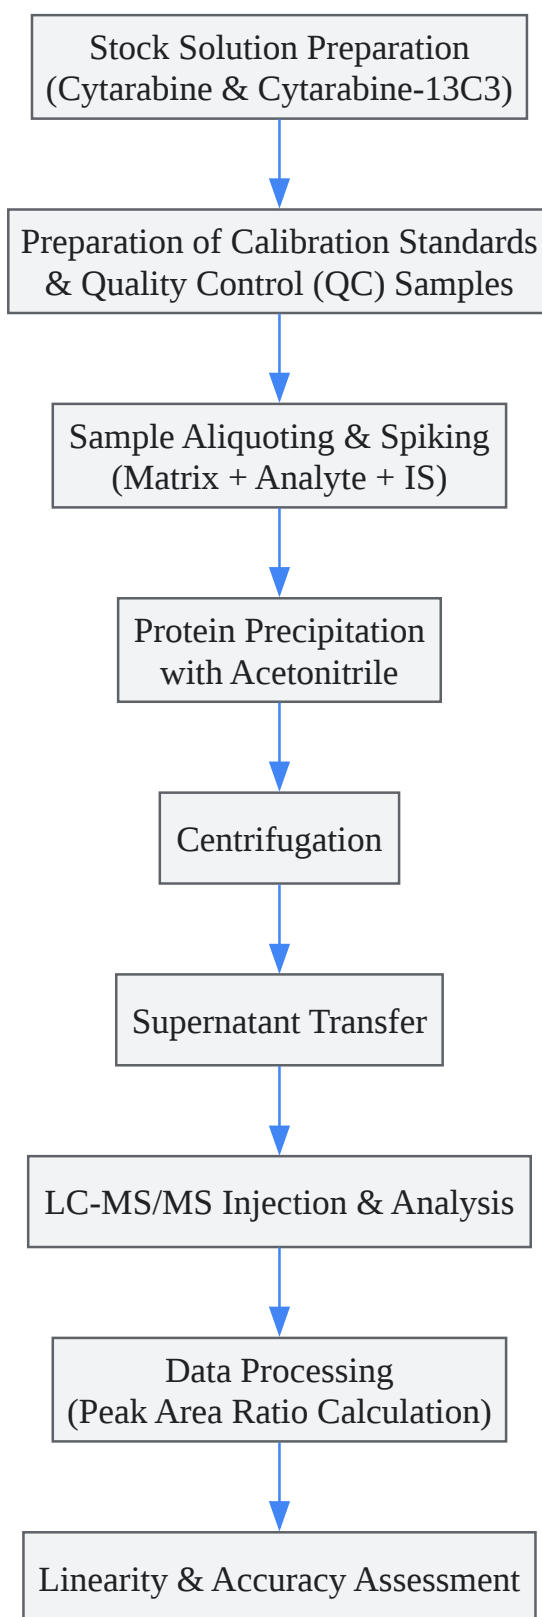 Stock Solution Preparation
(Cytarabine & Cytarabine-13C3)
Preparation of Calibration Standards
& Quality Control (QC) Samples
Sample Aliquoting & Spiking
(Matrix + Analyte + IS)
Protein Precipitation
with Acetonitrile
Centrifugation
Supernatant Transfer
LC-MS/MS Injection & Analysis
Data Processing
(Peak Area Ratio Calculation)
Linearity & Accuracy Assessment